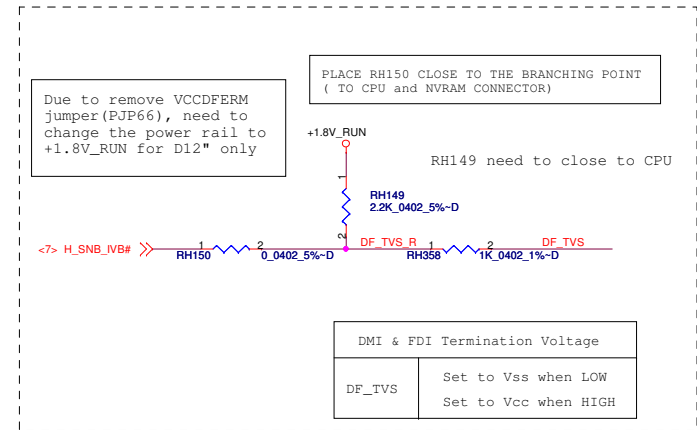 PLACE RH150 CLOSE TO THE BRANCHING POINT
( TO CPU and NVRAM CONNECTOR)
Due to remove VCCDFERM
jumper(PJP66), need to
change the power rail to
+1.8V_RUN for D12" only
+1.8V_RUN
RH149 need to close to CPU
1
RH149
2.2K_0402_5%~D
2
<7> H_SNB_IVB# 1 2 DF_TVS_R 1 2 DF_TVS
RH150 0_0402_5%~D RH358 1K_0402_1%~D
DMI & FDI Termination Voltage
DF_TVS
Set to Vss when LOW
Set to Vcc when HIGH